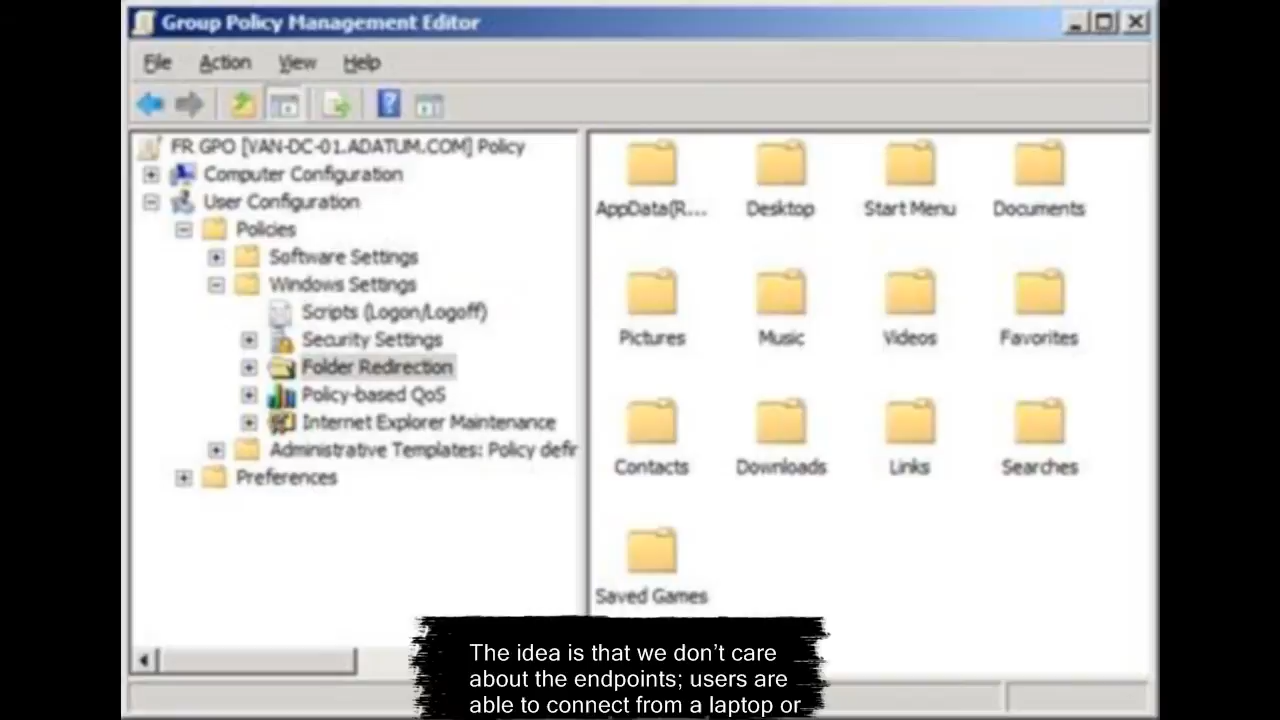 Group Policy Management Editor
File Action View Help
FR GPO [VAN-DC-01.ADATUM.COM] Policy
Computer Configuration
User Configuration
Policies
Software Settings
Windows Settings
Scripts (Logon/Logoff)
Security Settings
Folder Redirection
Policy-based QoS
Internet Explorer Maintenance
Administrative Templates: Policy defir
Preferences
AppData(R... Desktop Start Menu Documents
Pictures Music Videos Favorites
Contacts Downloads Links Searches
Saved Games
The idea is that we don’t care
about the endpoints; users are
able to connect from a laptop or